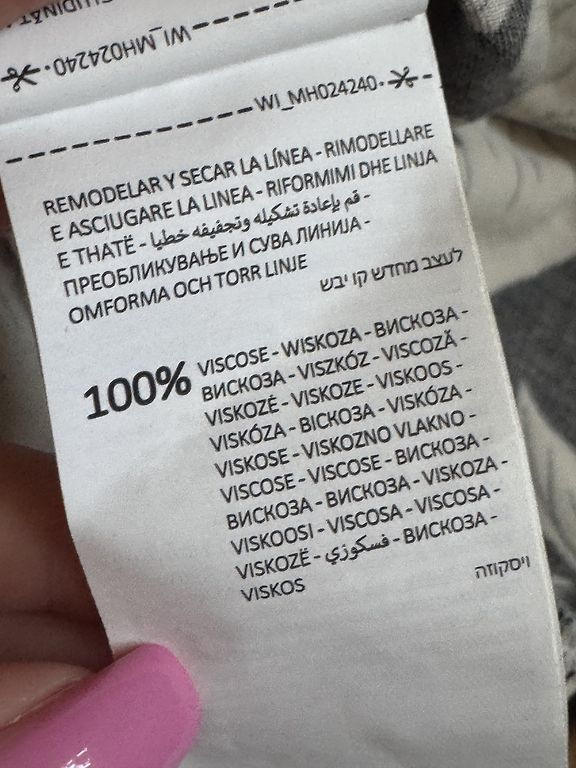 WI_MH024240
WI_MH024240
REMODELAR Y SECAR LA LÍNEA - RIMODELLARE
E ASCIUGARE LA LINEA - RIFORMIMI DHE LINJA
E THATË - قم بإعادة تشكيله وتجفيفه خطيا -
ПРЕОБЛИКУВАЊЕ И СУВА ЛИНИЈА -
OMFORMA OCH TORR LINJE
לעצב מחדש קו יבש
100%
VISCOSE - WISKOZA - ВИСКОЗА -
ВИСКОЗА - VISZKÓZ - VISCOZĂ -
VISKOZĖ - VISKOZE - VISKOOS -
VISKÓZA - ВІСКОЗА - VISKÓZA -
VISKOSE - VISKOZNO VLAKNO -
VISCOSE - VISCOSE - ВИСКОЗА -
ВИСКОЗА - ВИСКОЗА - VISKOZA -
VISKOOSI - VISCOSA - VISCOSA -
VISKOZË - فسكوزي - ВИСКОЗА -
VISKOS
ויסקוזה